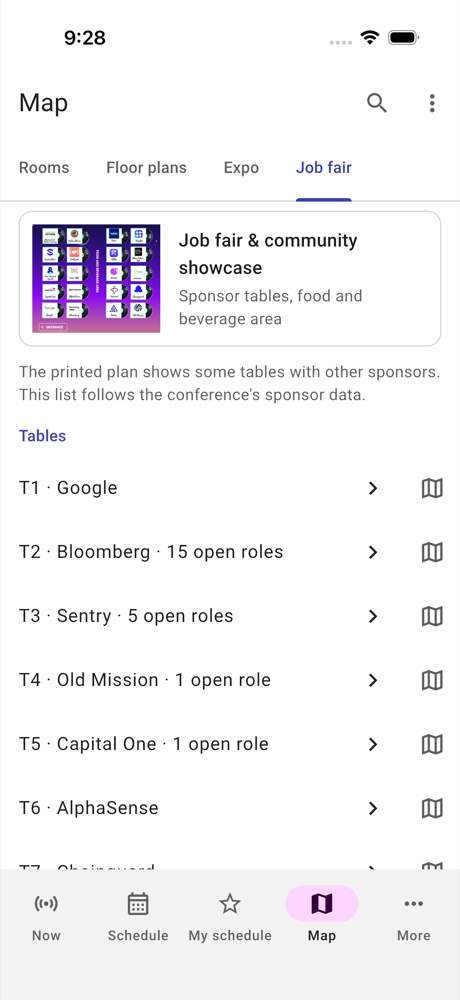 9:28
Map
Rooms
Floor plans
Expo
Job fair
Job fair & community
showcase
Sponsor tables, food and
beverage area
The printed plan shows some tables with other sponsors.
This list follows the conference's sponsor data.
Tables
T1 · Google
T2 · Bloomberg · 15 open roles
T3 · Sentry · 5 open roles
T4 · Old Mission · 1 open role
T5 · Capital One · 1 open role
T6 · AlphaSense
T7 · Chainguard
Now
Schedule
My schedule
Map
More